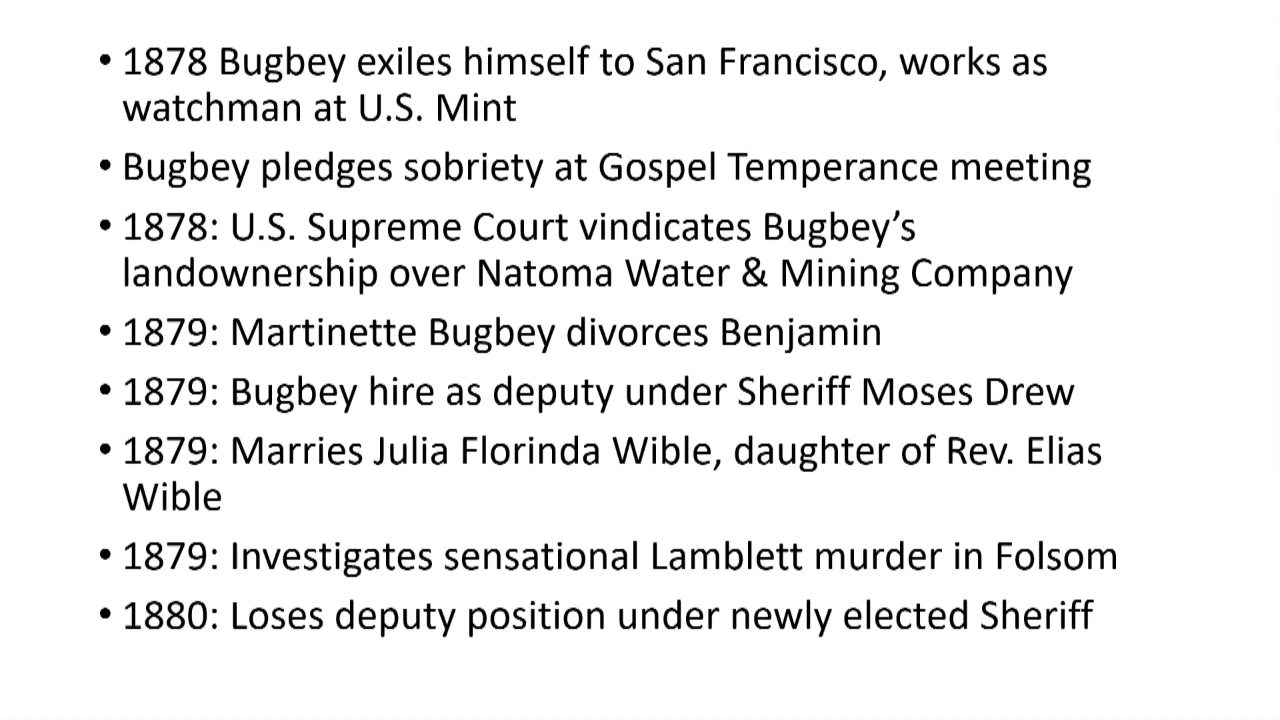 • 1878 Bugbey exiles himself to San Francisco, works as
watchman at U.S. Mint
• Bugbey pledges sobriety at Gospel Temperance meeting
• 1878: U.S. Supreme Court vindicates Bugbey’s
landownership over Natoma Water & Mining Company
• 1879: Martinette Bugbey divorces Benjamin
• 1879: Bugbey hire as deputy under Sheriff Moses Drew
• 1879: Marries Julia Florinda Wible, daughter of Rev. Elias
Wible
• 1879: Investigates sensational Lamblett murder in Folsom
• 1880: Loses deputy position under newly elected Sheriff